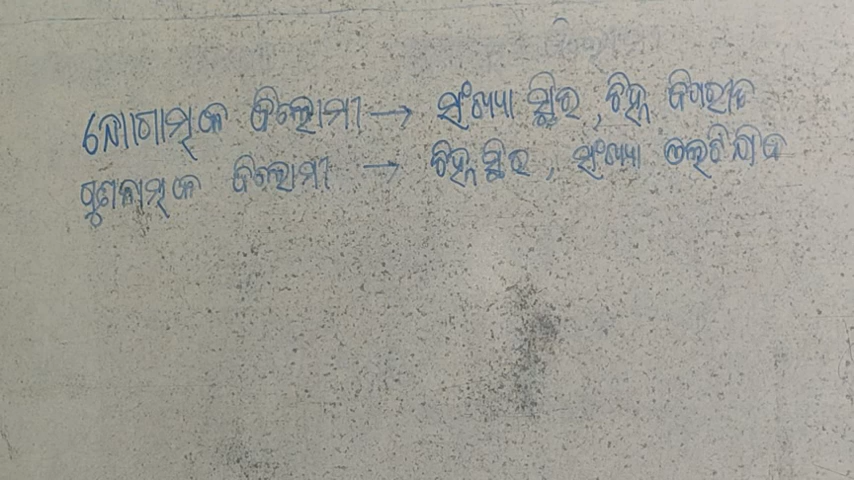 ଯୋଗାତ୍ମକ ବିଲୋମୀ → ସଂଖ୍ୟା ସ୍ଥିର, ଚିହ୍ନ ବିପରୀତ
ଗୁଣନାତ୍ମକ ବିଲୋମୀ → ଚିହ୍ନ ସ୍ଥିର, ସଂଖ୍ୟା ଓଲଟିଯିବ